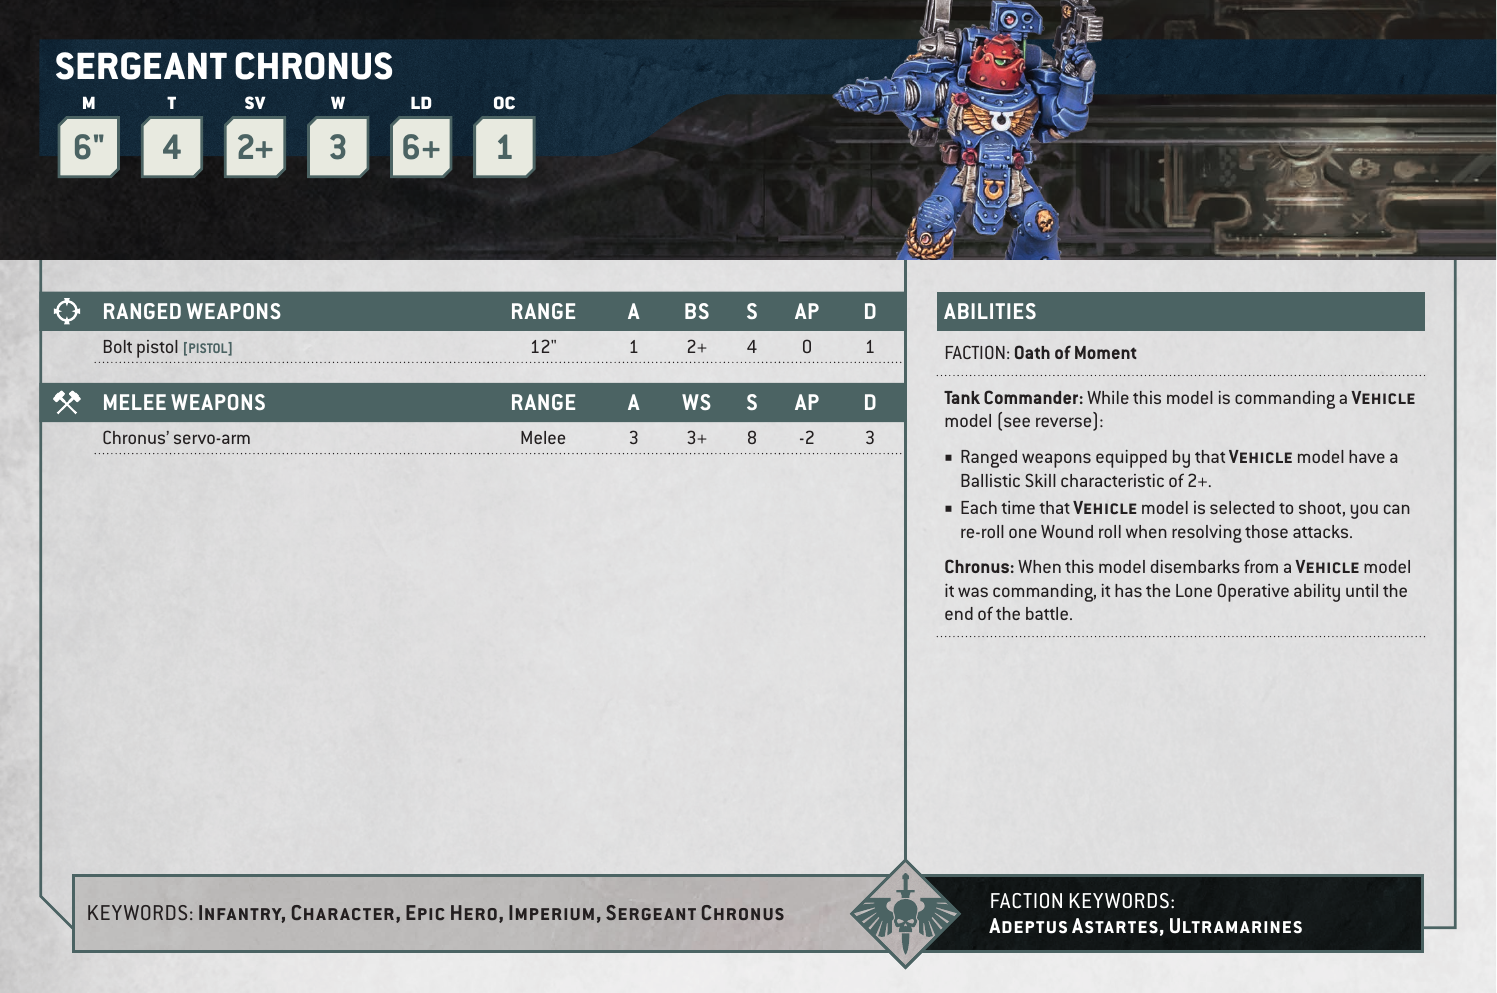 SERGEANT CHRONUS
M T SV W LD OC
6" 4 2+ 3 6+ 1
RANGED WEAPONS RANGE A BS S AP D
Bolt pistol [PISTOL] 12" 1 2+ 4 0 1
MELEE WEAPONS RANGE A WS S AP D
Chronus’ servo-arm Melee 3 3+ 8 -2 3
ABILITIES
FACTION: Oath of Moment
Tank Commander: While this model is commanding a VEHICLE
model (see reverse):
▪ Ranged weapons equipped by that VEHICLE model have a
Ballistic Skill characteristic of 2+.
▪ Each time that VEHICLE model is selected to shoot, you can
re-roll one Wound roll when resolving those attacks.
Chronus: When this model disembarks from a VEHICLE model
it was commanding, it has the Lone Operative ability until the
end of the battle.
KEYWORDS: INFANTRY, CHARACTER, EPIC HERO, IMPERIUM, SERGEANT CHRONUS
FACTION KEYWORDS:
ADEPTUS ASTARTES, ULTRAMARINES